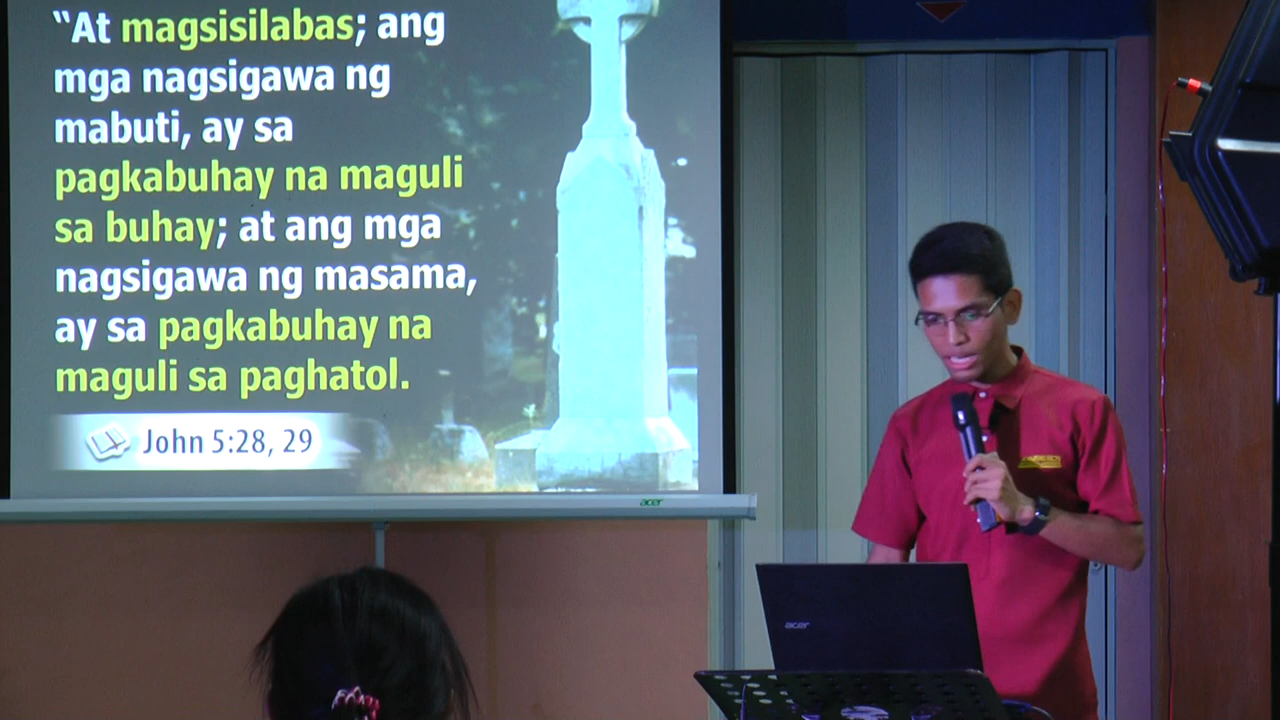 “At magsisilabas; ang
mga nagsigawa ng
mabuti, ay sa
pagkabuhay na maguli
sa buhay; at ang mga
nagsigawa ng masama,
ay sa pagkabuhay na
maguli sa paghatol.
John 5:28, 29
acer
acer